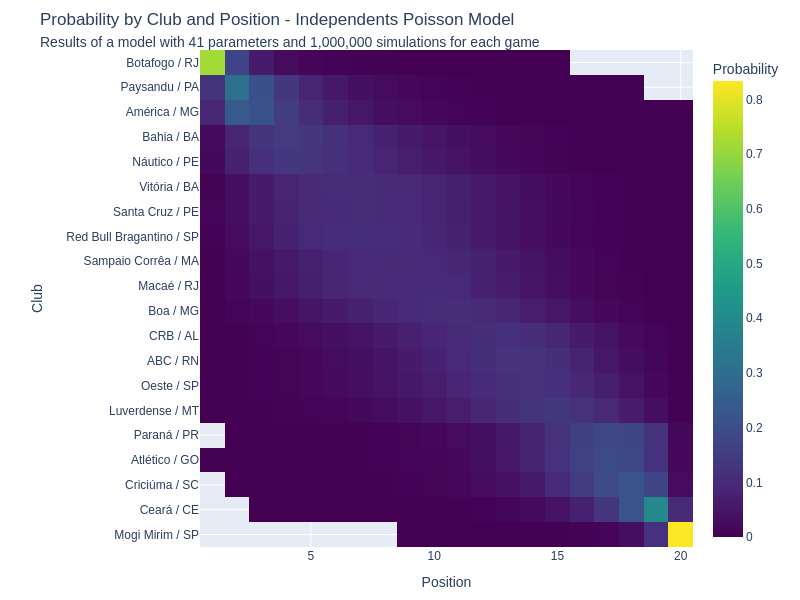 Probability by Club and Position - Independents Poisson Model
Results of a model with 41 parameters and 1,000,000 simulations for each game
Probability
Club
Botafogo / RJ
Paysandu / PA
América / MG
Bahia / BA
Náutico / PE
Vitória / BA
Santa Cruz / PE
Red Bull Bragantino / SP
Sampaio Corrêa / MA
Macaé / RJ
Boa / MG
CRB / AL
ABC / RN
Oeste / SP
Luverdense / MT
Paraná / PR
Atlético / GO
Criciúma / SC
Ceará / CE
Mogi Mirim / SP
0.8
0.7
0.6
0.5
0.4
0.3
0.2
0.1
0
5 10 15 20
Position